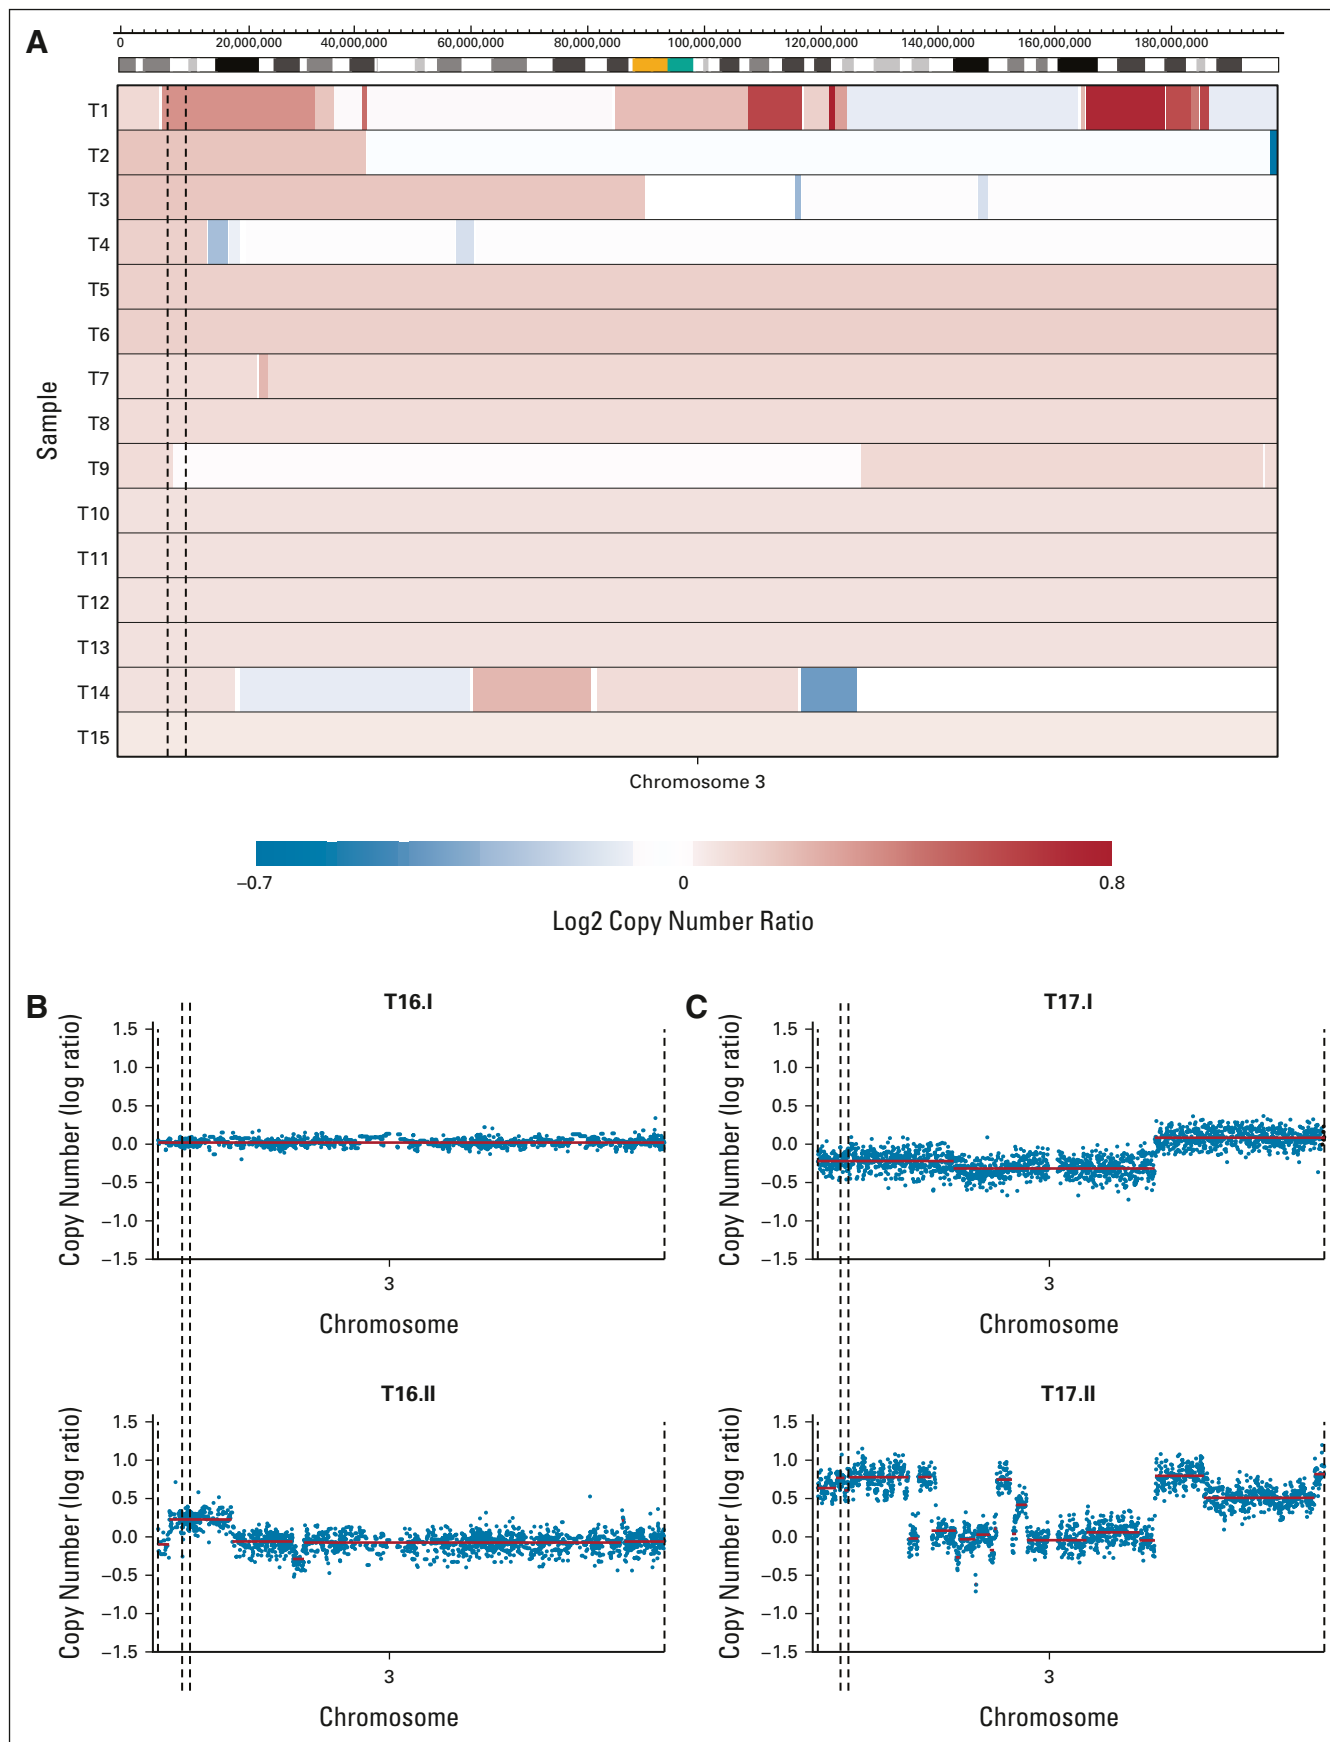 A
0 20,000,000 40,000,000 60,000,000 80,000,000 100,000,000 120,000,000 140,000,000 160,000,000 180,000,000
Sample
T1
T2
T3
T4
T5
T6
T7
T8
T9
T10
T11
T12
T13
T14
T15
Chromosome 3
–0.7 0 0.8
Log2 Copy Number Ratio
B
T16.I
Copy Number (log ratio)
1.5
1.0
0.5
0.0
–0.5
–1.0
–1.5
3
Chromosome
T16.II
Copy Number (log ratio)
1.5
1.0
0.5
0.0
–0.5
–1.0
–1.5
3
Chromosome
C
T17.I
Copy Number (log ratio)
1.5
1.0
0.5
0.0
–0.5
–1.0
–1.5
3
Chromosome
T17.II
Copy Number (log ratio)
1.5
1.0
0.5
0.0
–0.5
–1.0
–1.5
3
Chromosome